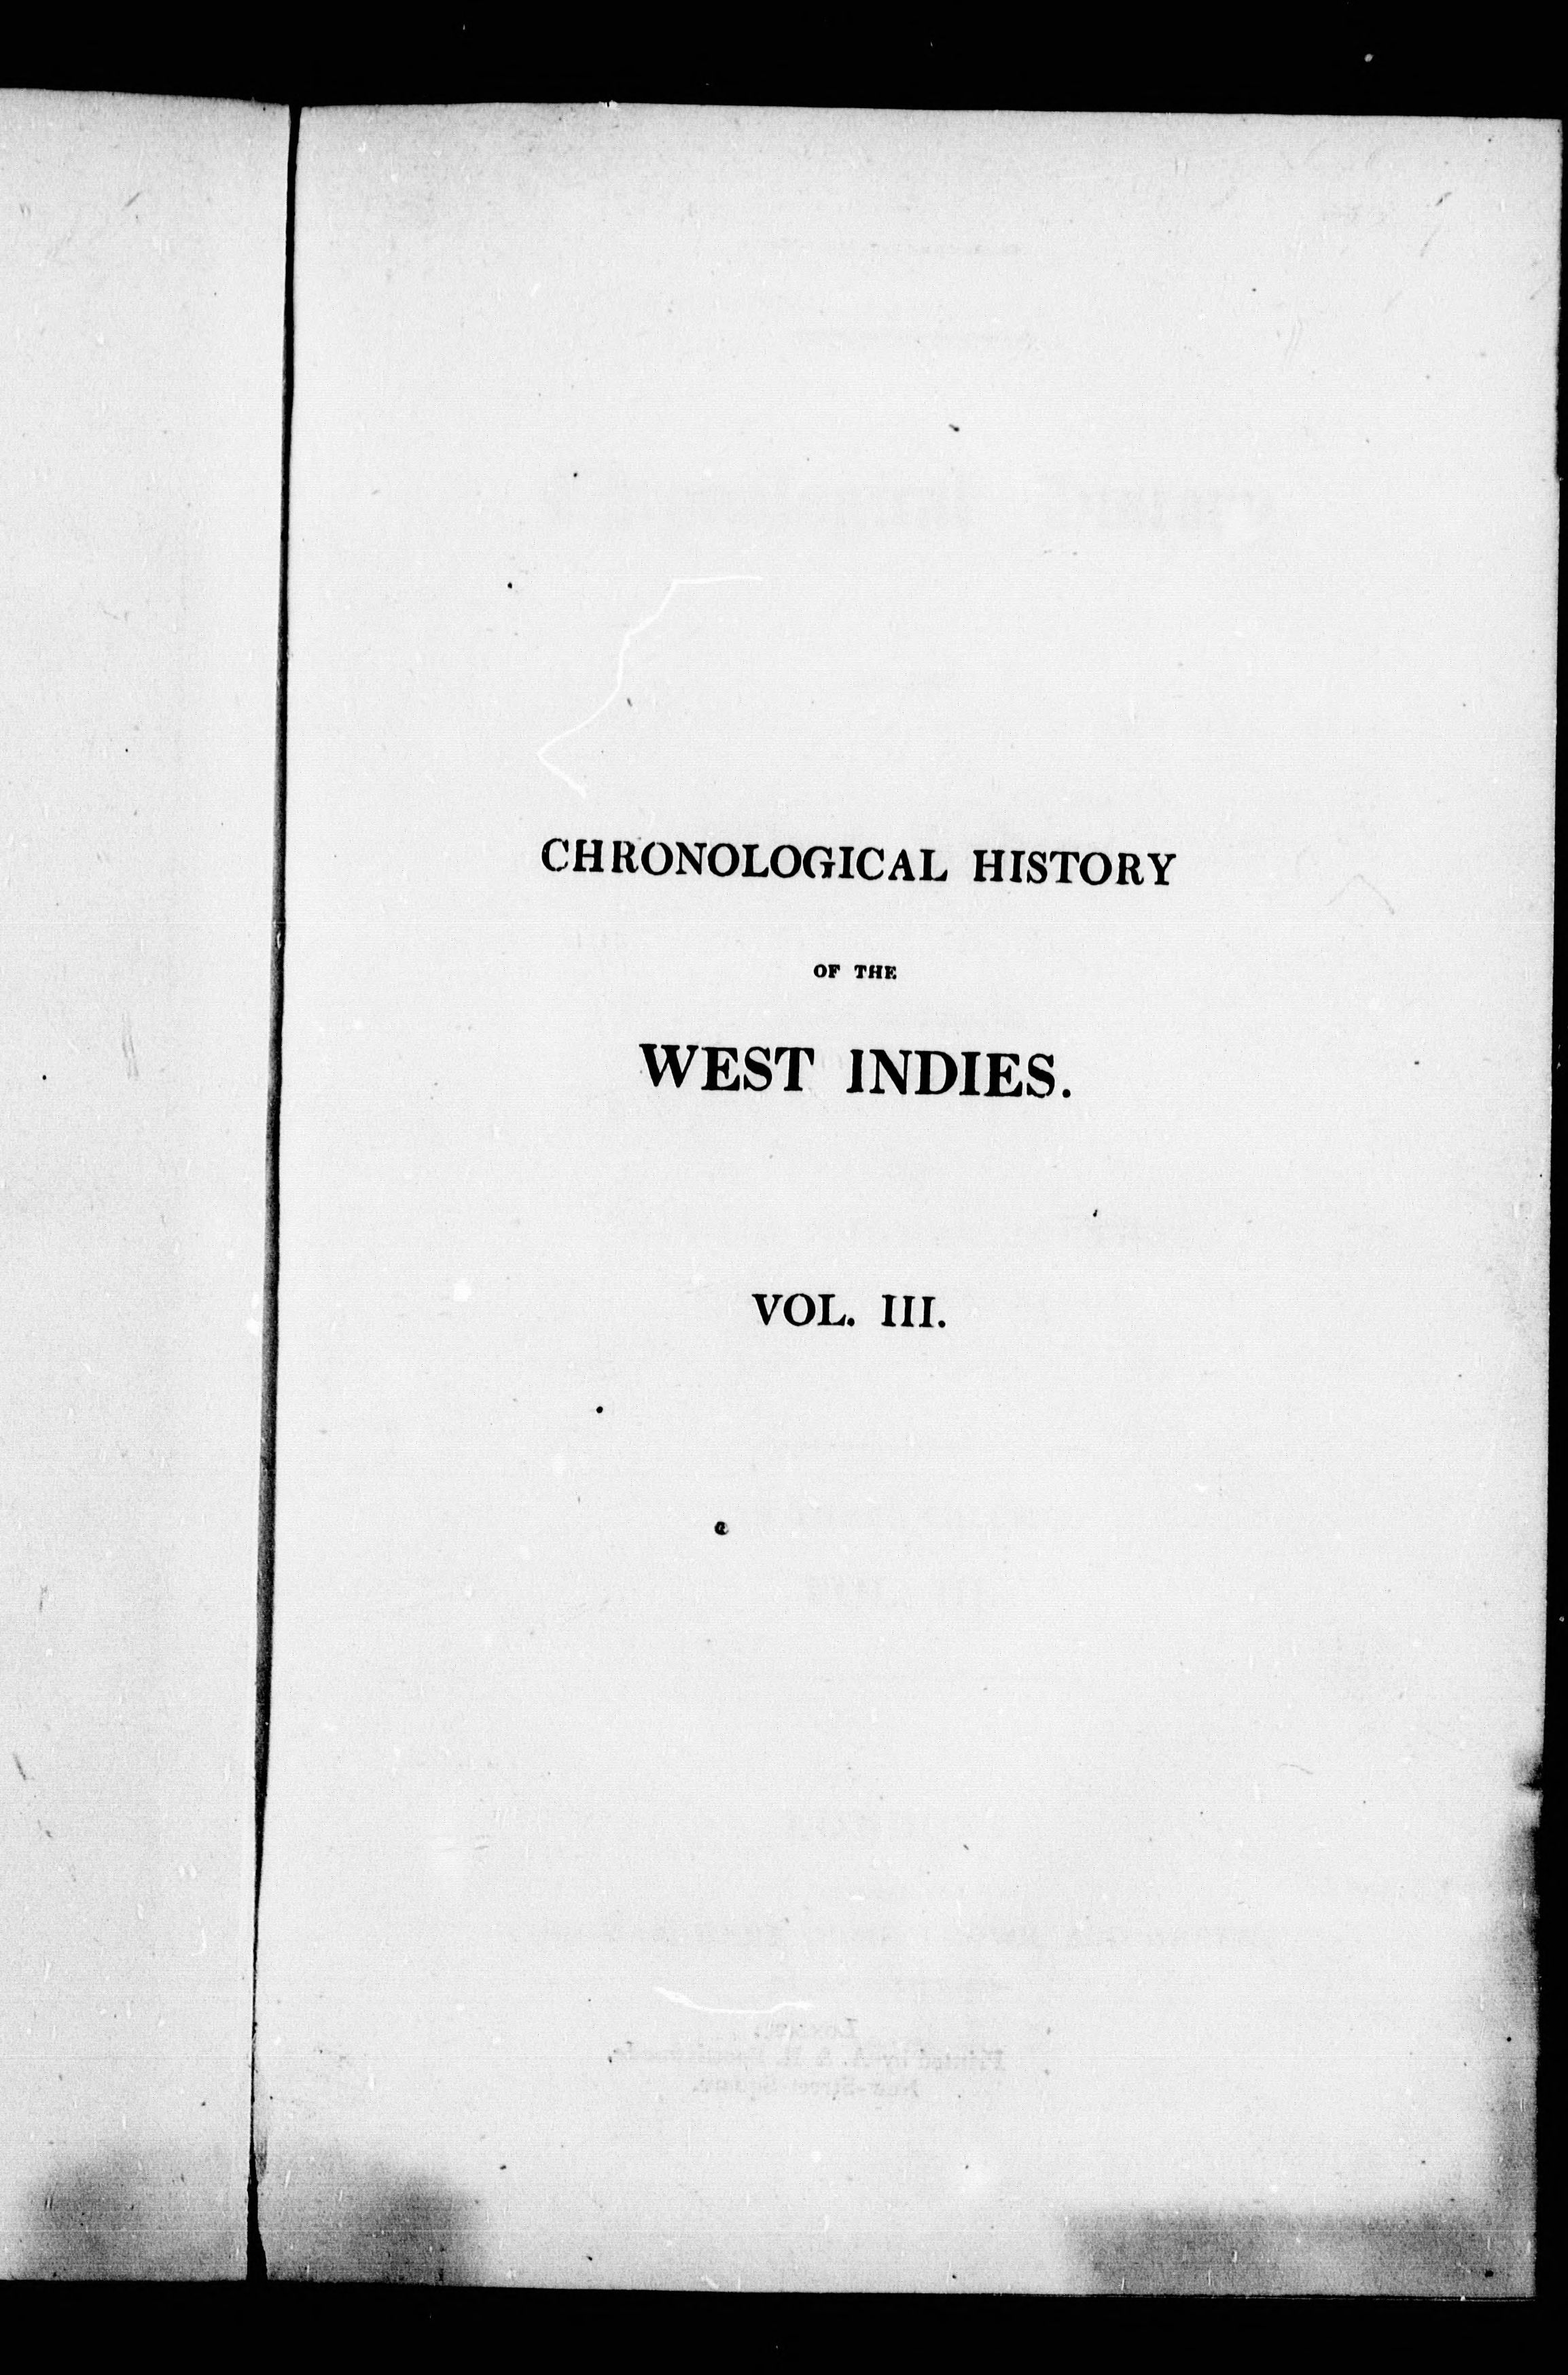 CHRONOLOGICAL HISTORY
OF THE
WEST INDIES.
VOL. III.